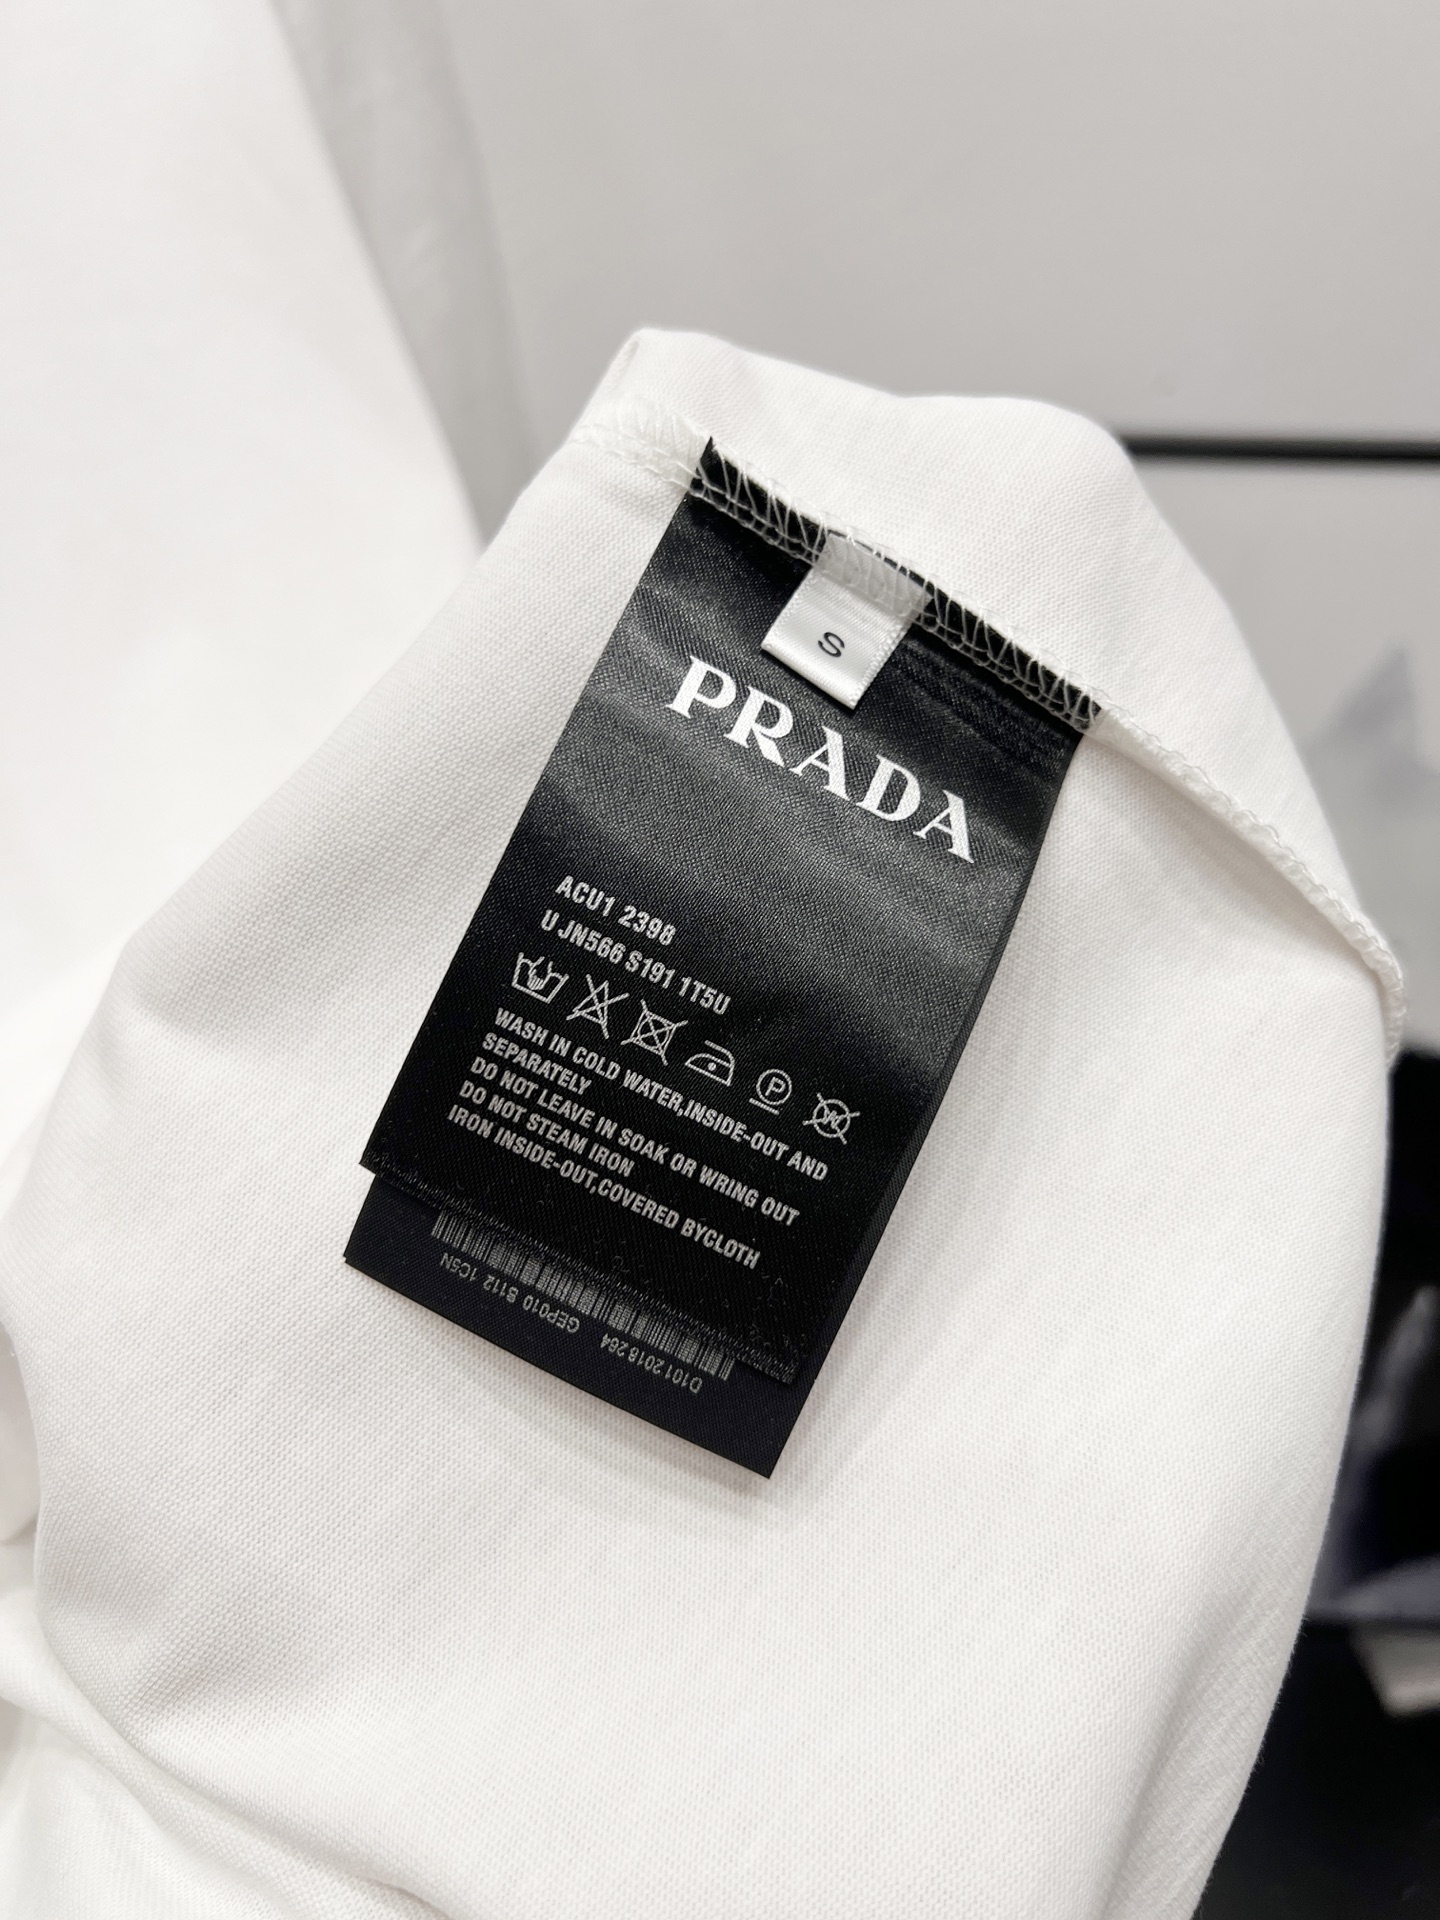 S
PRADA
ACU1 2398
U JN566 S191 1T5U
P
WASH IN COLD WATER,INSIDE-OUT AND
SEPARATELY
DO NOT LEAVE IN SOAK OR WRING OUT
DO NOT STEAM IRON
IRON INSIDE-OUT,COVERED BYCLOTH
D101 2018 264 GEP010 S112 1C5N